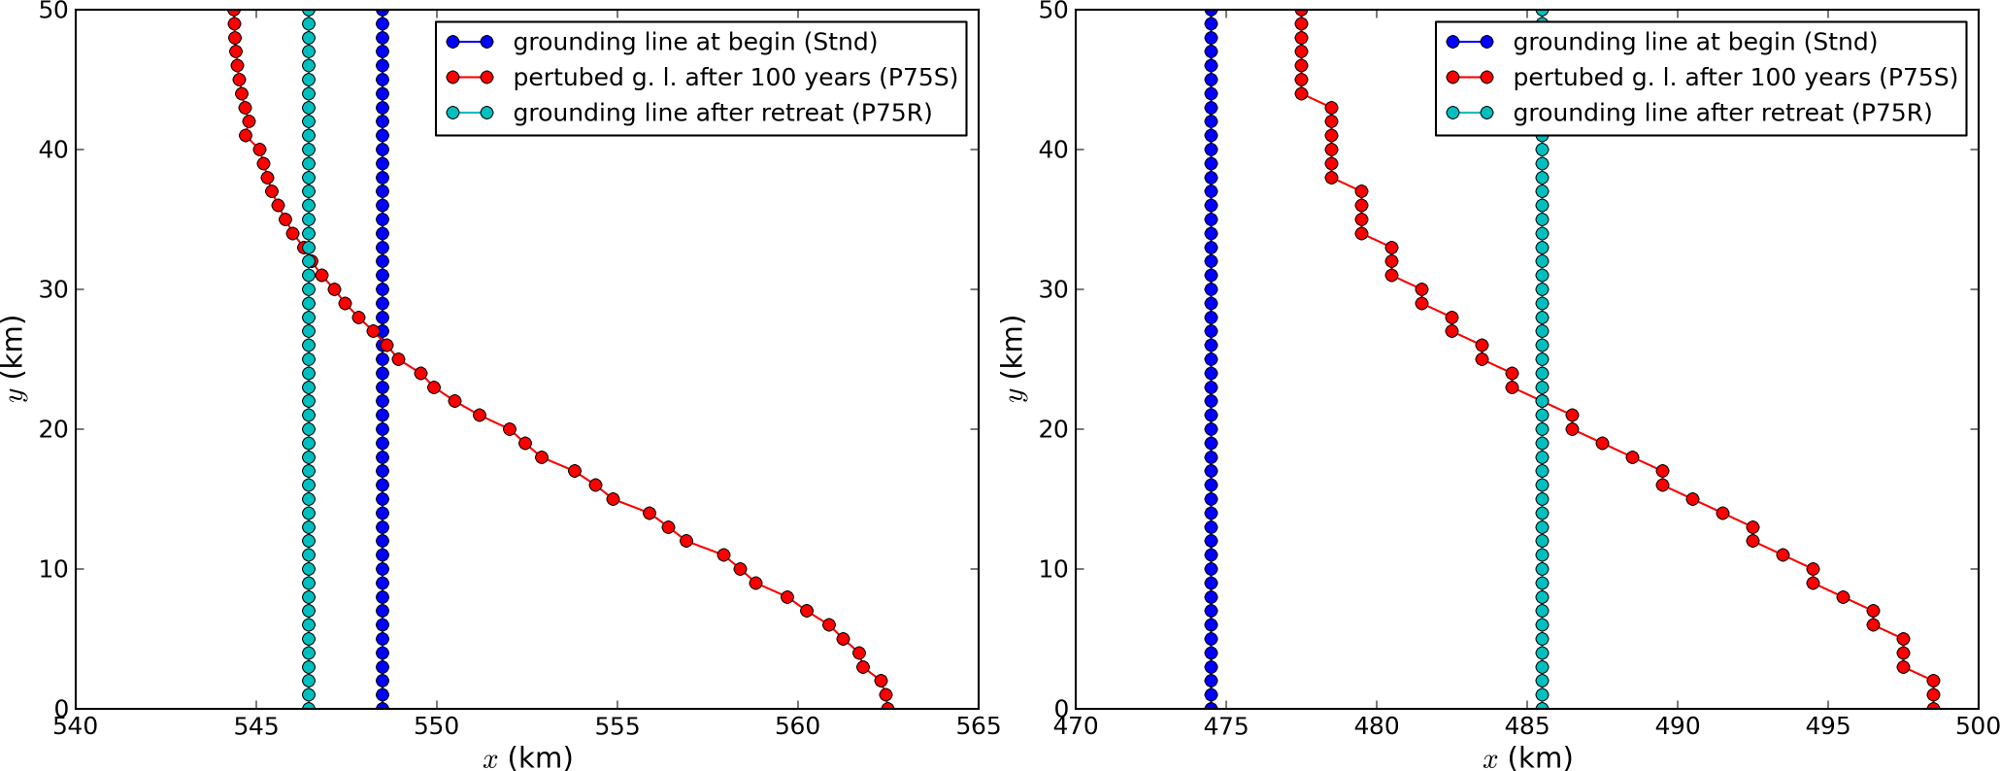 50
40
30
20
10
0
y (km)
540 545 550 555 560 565
x (km)
grounding line at begin (Stnd)
pertubed g. l. after 100 years (P75S)
grounding line after retreat (P75R)
50
40
30
20
10
0
y (km)
470 475 480 485 490 495 500
x (km)
grounding line at begin (Stnd)
pertubed g. l. after 100 years (P75S)
grounding line after retreat (P75R)